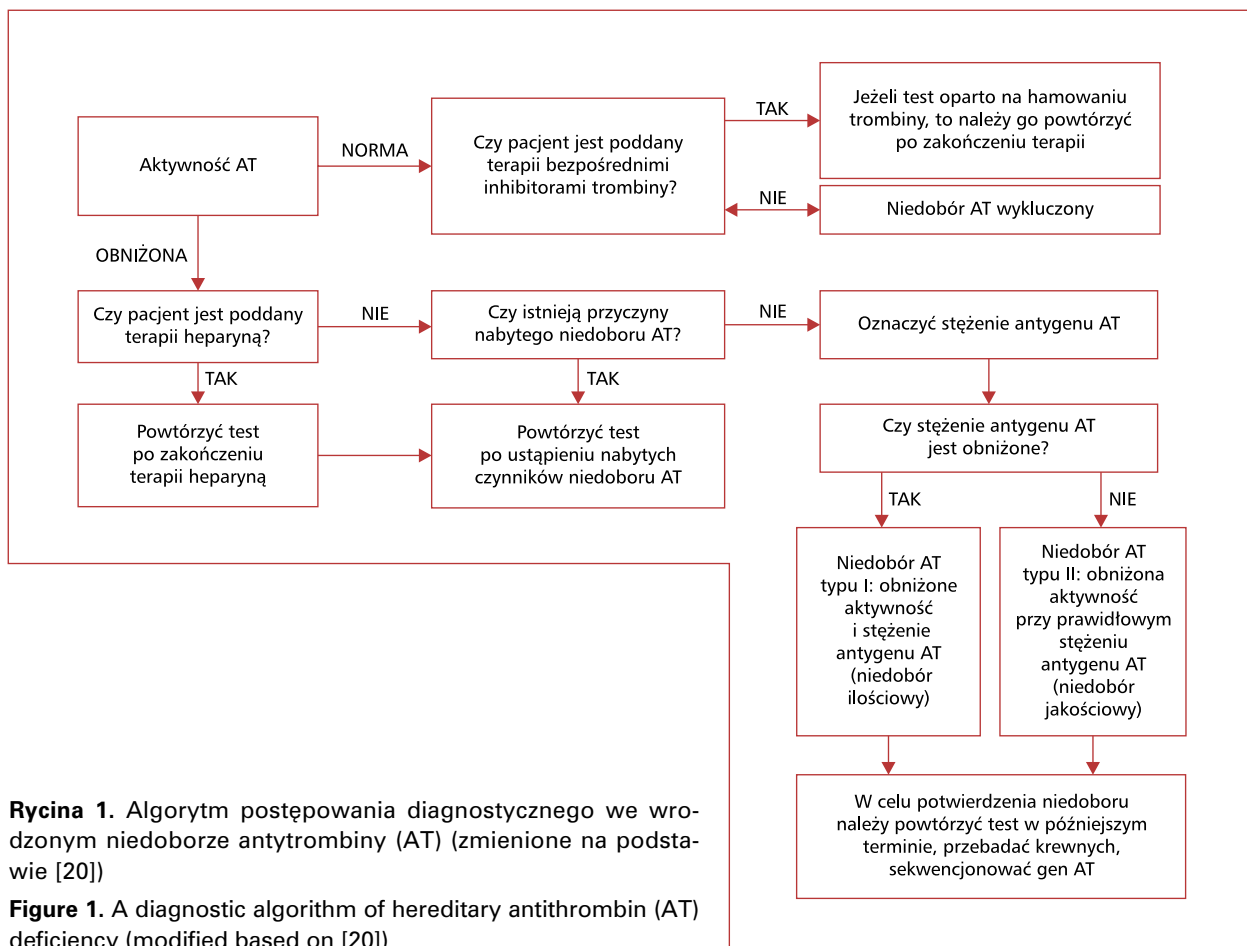 Aktywność AT
NORMA
Czy pacjent jest poddany
terapii bezpośrednimi
inhibitorami trombiny?
TAK
Jeżeli test oparto na hamowaniu
trombiny, to należy go powtórzyć
po zakończeniu terapii
NIE
Niedobór AT wykluczony
OBNIŻONA
Czy pacjent jest poddany
terapii heparyną?
NIE
Czy istnieją przyczyny
nabytego niedoboru AT?
NIE
Oznaczyć stężenie antygenu AT
TAK
TAK
Powtórzyć test
po zakończeniu
terapii heparyną
Powtórzyć test
po ustąpieniu nabytych
czynników niedoboru AT
Czy stężenie antygenu AT
jest obniżone?
TAK
NIE
Niedobór AT
typu I: obniżone
aktywność
i stężenie
antygenu AT
(niedobór
ilościowy)
Niedobór AT
typu II: obniżona
aktywność
przy prawidłowym
stężeniu
antygenu AT
(niedobór
jakościowy)
W celu potwierdzenia niedoboru
należy powtórzyć test w późniejszym
terminie, przebadać krewnych,
sekwencjonować gen AT
Rycina 1. Algorytm postępowania diagnostycznego we wro-
dzonym niedoborze antytrombiny (AT) (zmienione na podsta-
wie [20])
Figure 1. A diagnostic algorithm of hereditary antithrombin (AT)
deficiency (modified based on [20])